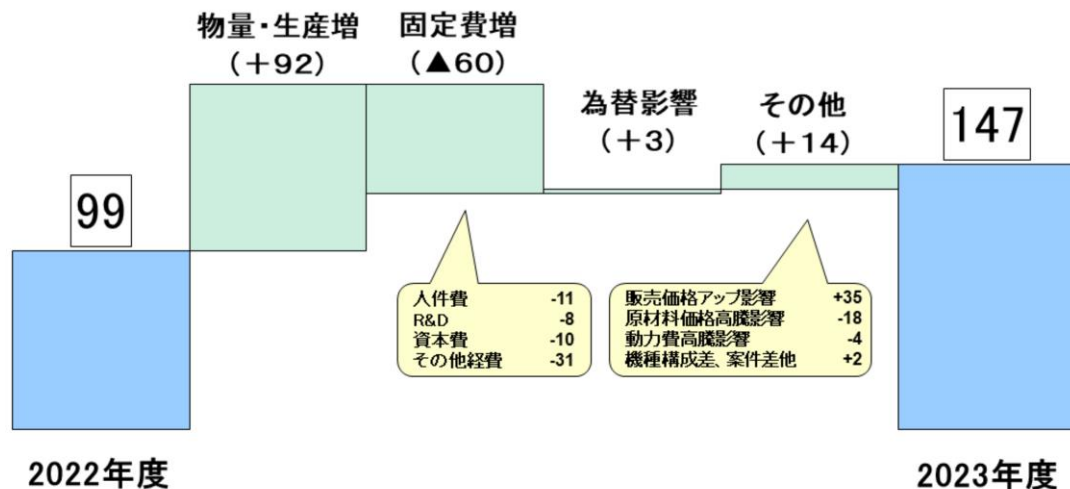 物量・生産増
（＋92）
固定費増
（▲60）
為替影響
（＋3）
その他
（＋14）
147
99
人件費 -11
R&D -8
資本費 -10
その他経費 -31
販売価格アップ影響 +35
原材料価格高騰影響 -18
動力費高騰影響 -4
機種構成差、案件差他 +2
2022年度
2023年度